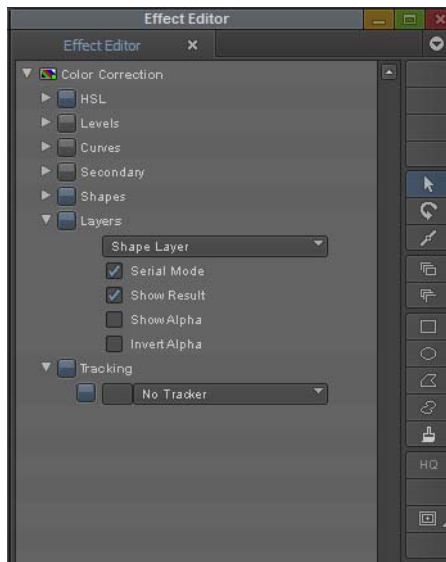 Effect Editor
Effect Editor
Color Correction
HSL
Levels
Curves
Secondary
Shapes
Layers
Shape Layer
Serial Mode
Show Result
Show Alpha
Invert Alpha
Tracking
No Tracker
HQ